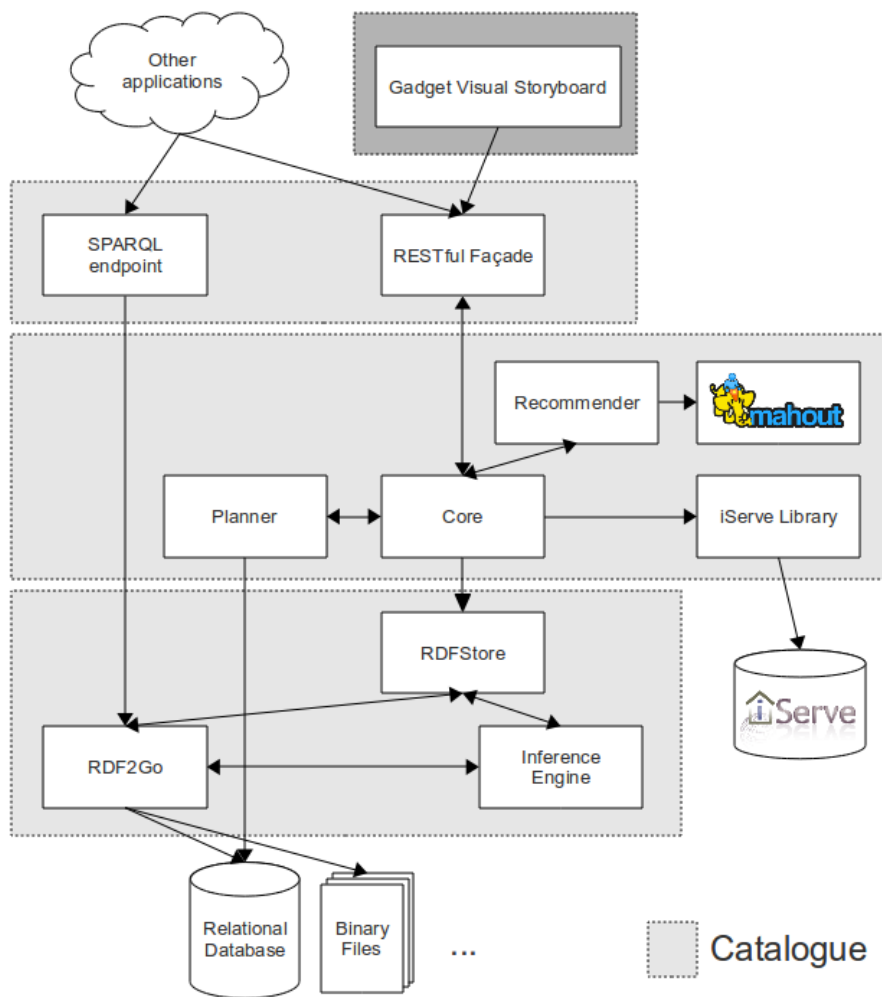 Other
applications
Gadget Visual Storyboard
SPARQL
endpoint
RESTful Façade
Recommender
mahout
Planner
Core
iServe Library
RDFStore
iServe
RDF2Go
Inference
Engine
Relational
Database
Binary
Files
...
Catalogue